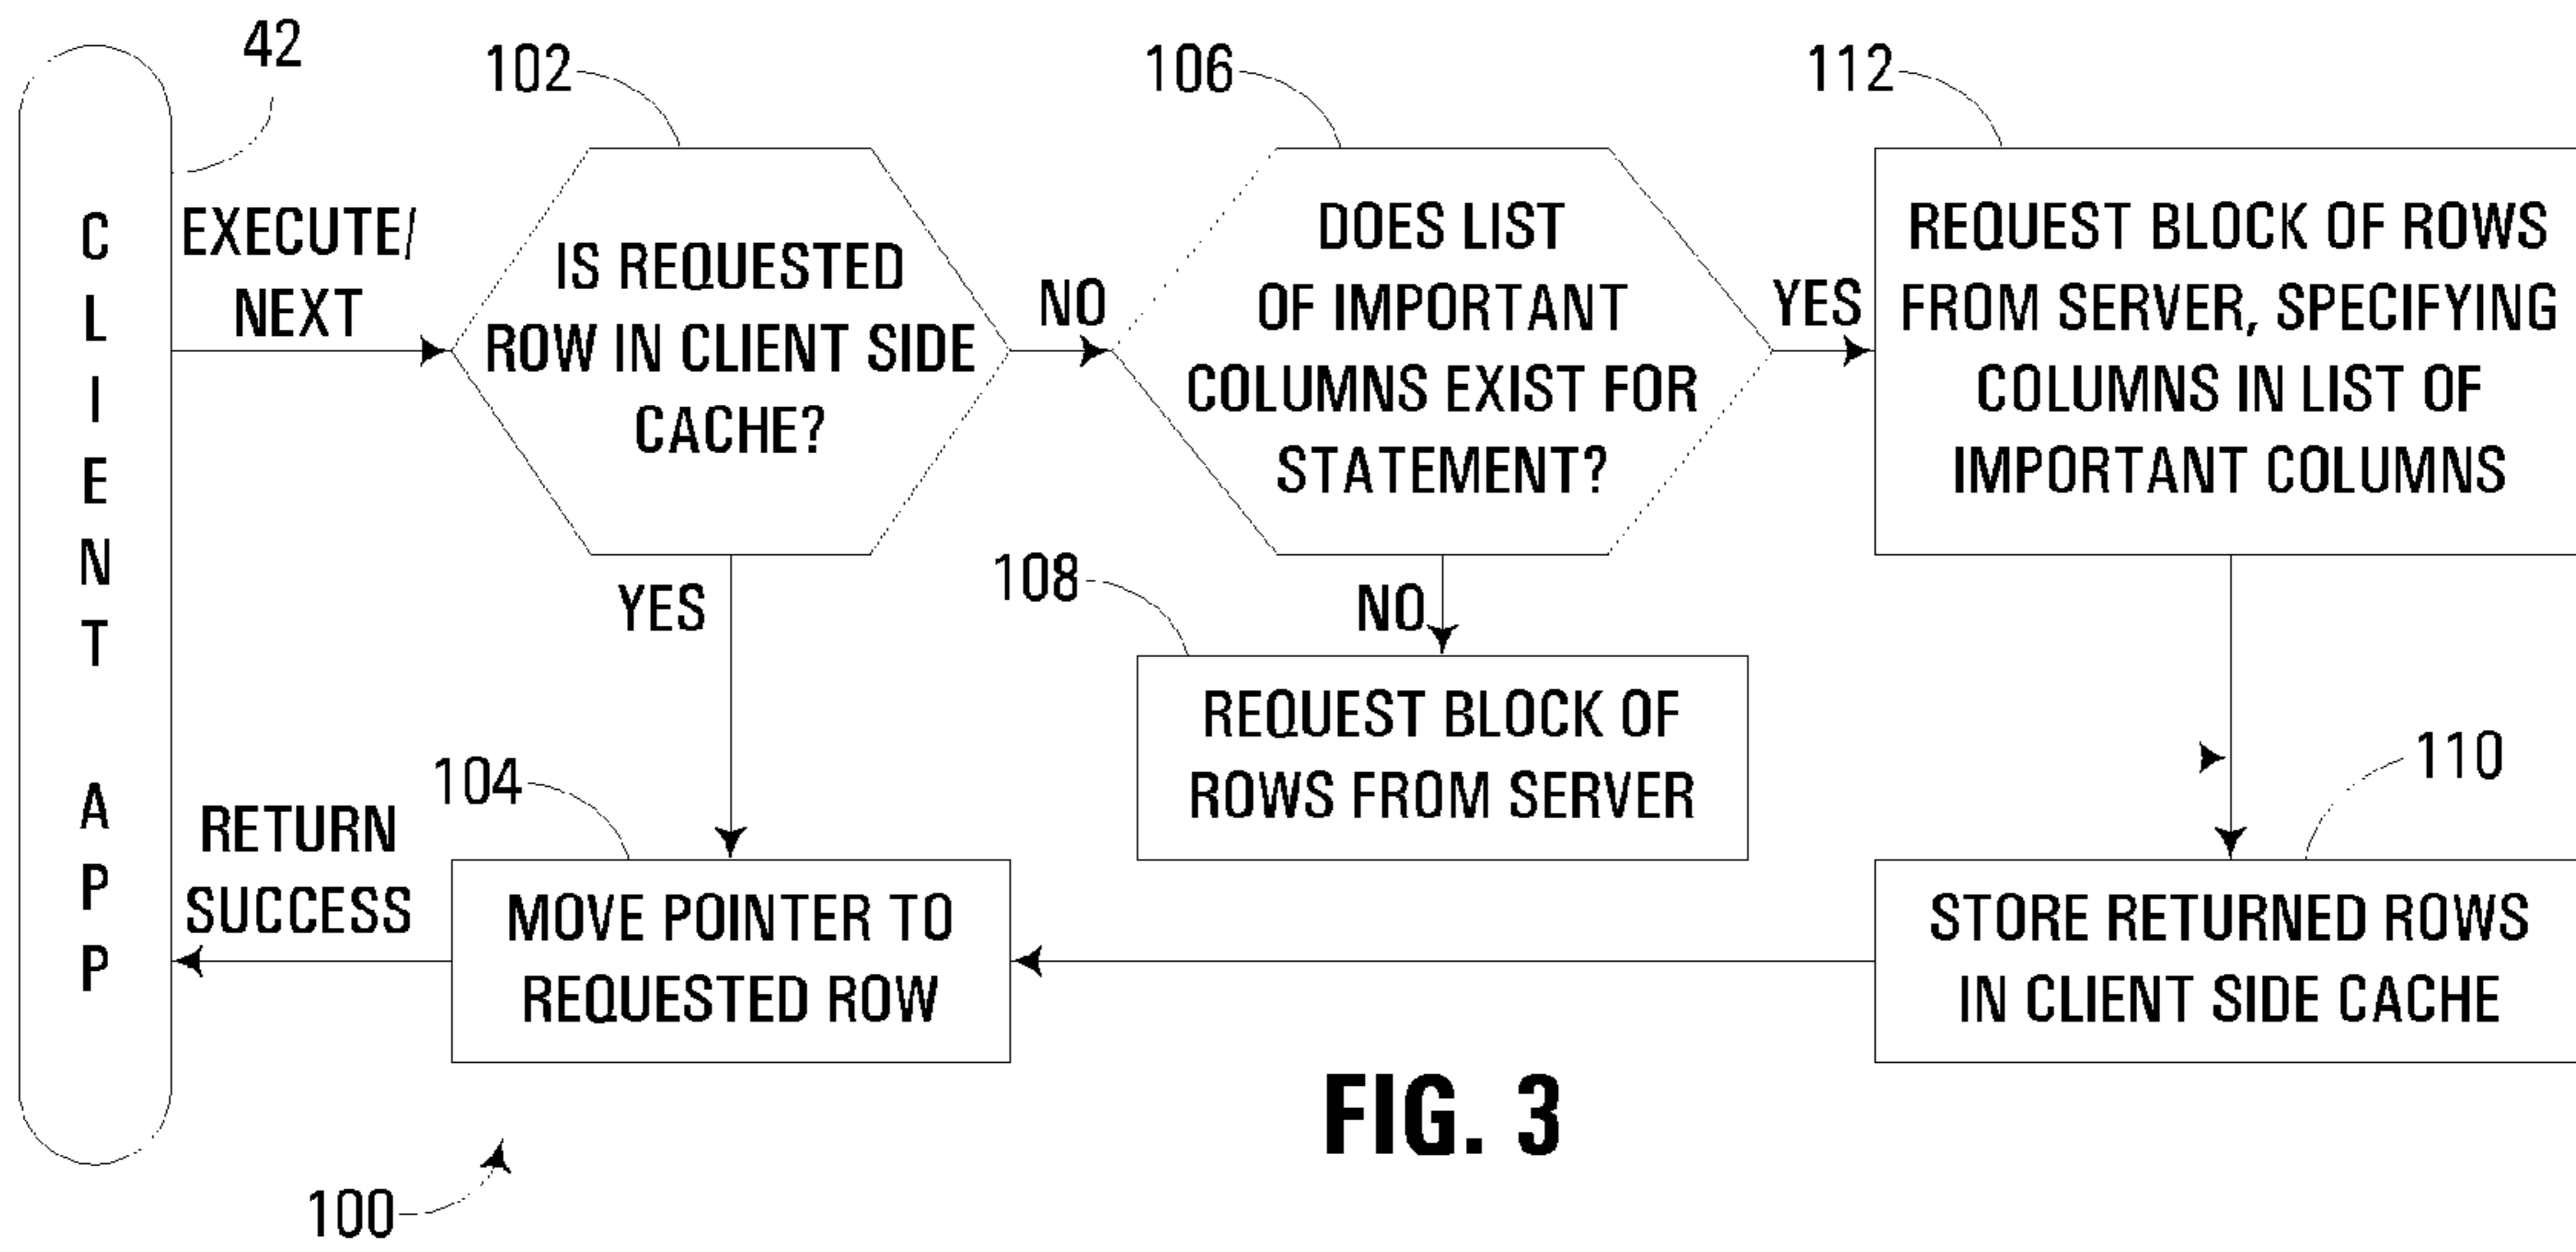 42
102
106
112
CLIENT APP
EXECUTE/
NEXT
IS REQUESTED
ROW IN CLIENT SIDE
CACHE?
NO
DOES LIST
OF IMPORTANT
COLUMNS EXIST FOR
STATEMENT?
YES
REQUEST BLOCK OF ROWS
FROM SERVER, SPECIFYING
COLUMNS IN LIST OF
IMPORTANT COLUMNS
YES
108
NO
REQUEST BLOCK OF
ROWS FROM SERVER
110
104
RETURN
SUCCESS
MOVE POINTER TO
REQUESTED ROW
STORE RETURNED ROWS
IN CLIENT SIDE CACHE
100
FIG. 3